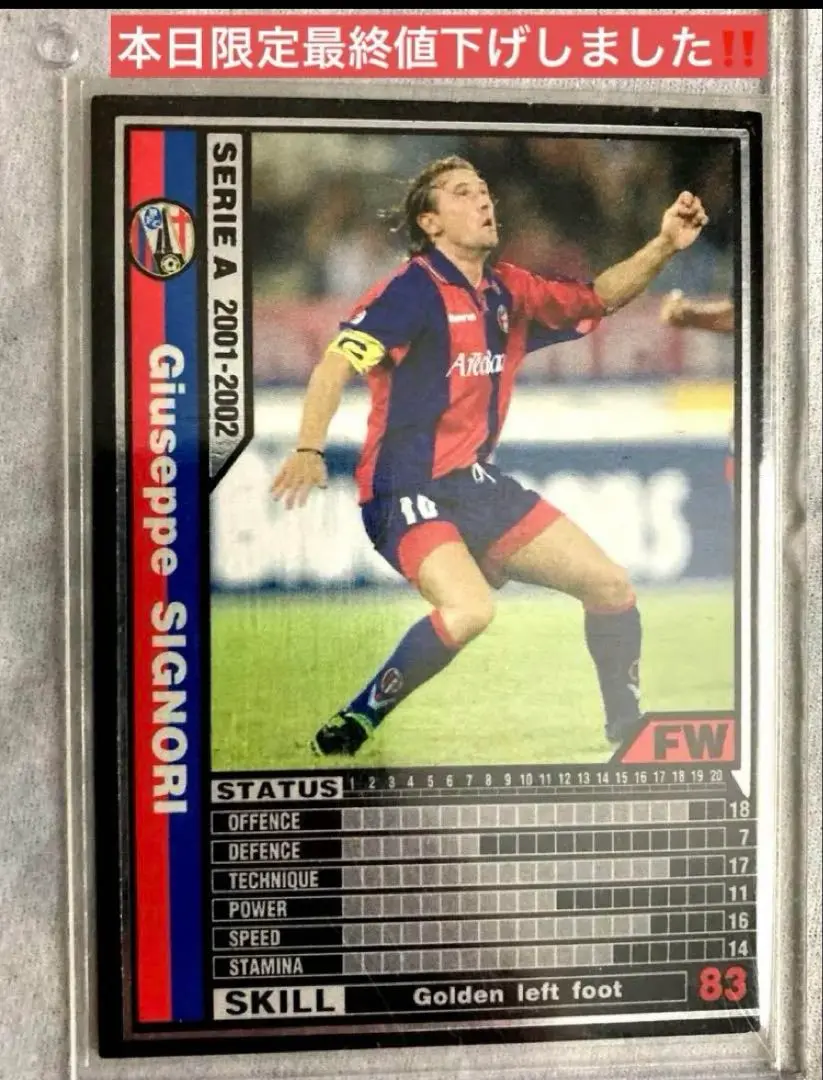 本日限定最終値下げしました‼
SERIE A 2001-2002
Giuseppe SIGNORI
10
FW
STATUS 1 2 3 4 5 6 7 8 9 10 11 12 13 14 15 16 17 18 19 20
OFFENCE 18
DEFENCE 7
TECHNIQUE 17
POWER 11
SPEED 16
STAMINA 14
SKILL Golden left foot 83